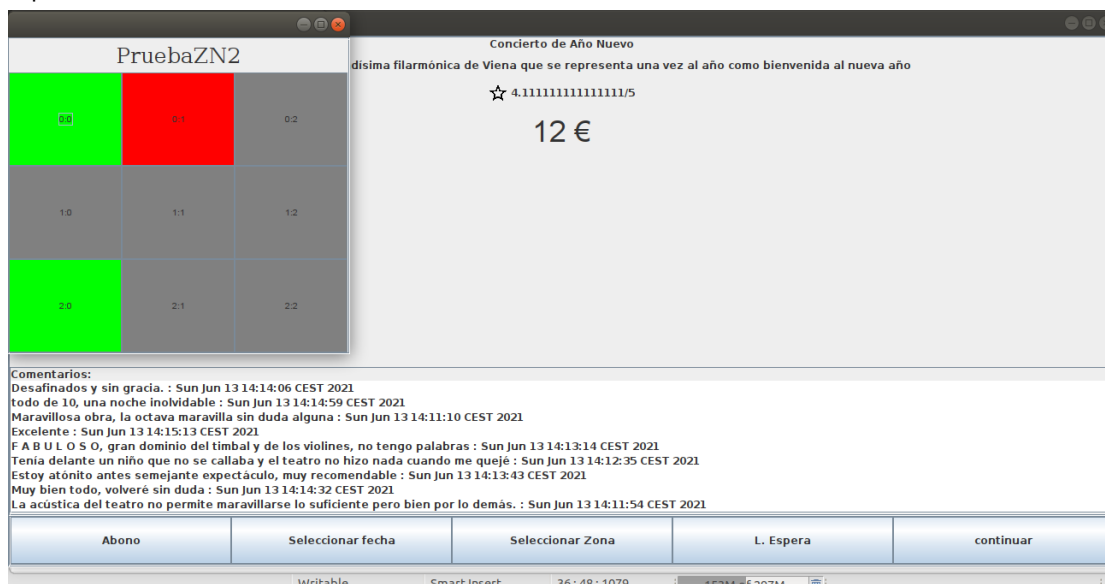 PruebaZN2
0:0
0:1
0:2
1:0
1:1
1:2
2:0
2:1
2:2
Concierto de Año Nuevo
dísima filarmónica de Viena que se representa una vez al año como bienvenida al nueva año
4.111111111111111/5
12 €
Comentarios:
Desafinados y sin gracia. : Sun Jun 13 14:14:06 CEST 2021
todo de 10, una noche inolvidable : Sun Jun 13 14:14:59 CEST 2021
Maravillosa obra, la octava maravilla sin duda alguna : Sun Jun 13 14:11:10 CEST 2021
Excelente : Sun Jun 13 14:15:13 CEST 2021
F A B U L O S O, gran dominio del timbal y de los violines, no tengo palabras : Sun Jun 13 14:13:14 CEST 2021
Tenía delante un niño que no se callaba y el teatro no hizo nada cuando me quejé : Sun Jun 13 14:12:35 CEST 2021
Estoy atónito antes semejante expectáculo, muy recomendable : Sun Jun 13 14:13:43 CEST 2021
Muy bien todo, volveré sin duda : Sun Jun 13 14:14:32 CEST 2021
La acústica del teatro no permite maravillarse lo suficiente pero bien por lo demás. : Sun Jun 13 14:11:54 CEST 2021
Abono
Seleccionar fecha
Seleccionar Zona
L. Espera
continuar
Writable
Smart Insert
36 : 48 : 1079